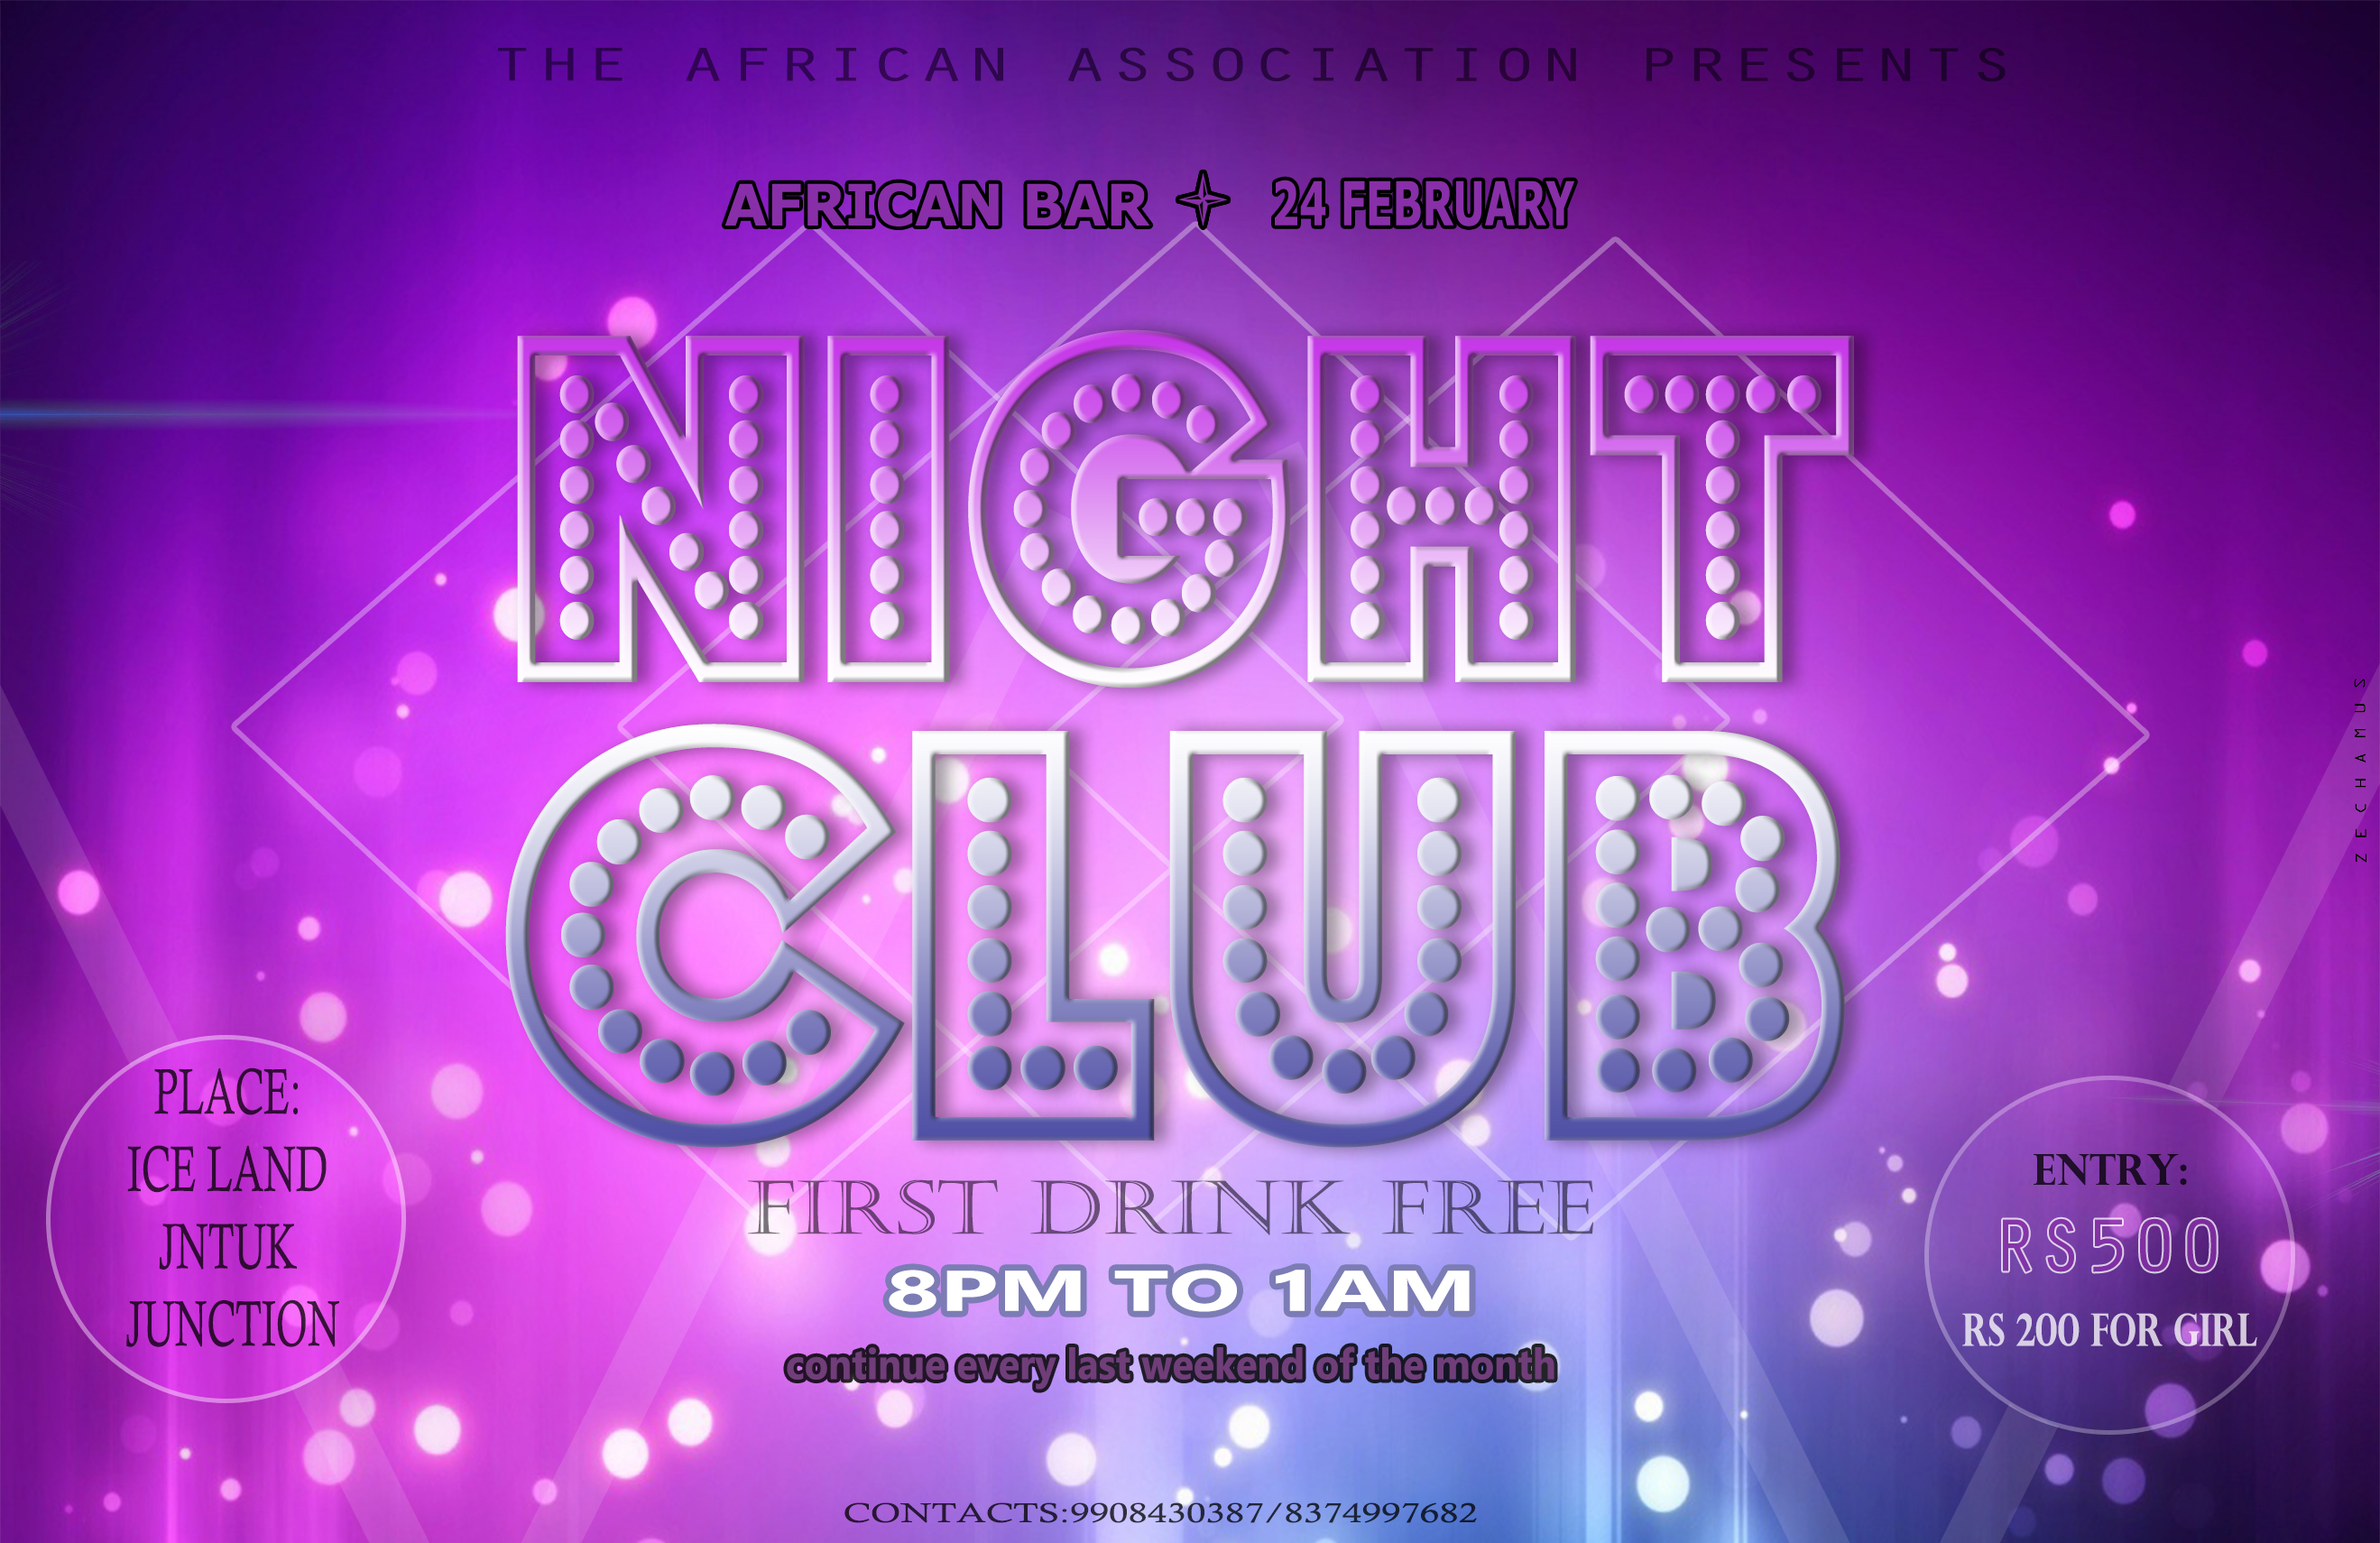 THE AFRICAN ASSOCIATION PRESENTS
AFRICAN BAR 24 FEBRUARY
NIGHT
CLUB
FIRST DRINK FREE
8PM TO 1AM
continue every last weekend of the month
PLACE:
ICE LAND
JNTUK
JUNCTION
ENTRY:
RS500
RS 200 FOR GIRL
CONTACTS:9908430387/8374997682
ZECHAMUS